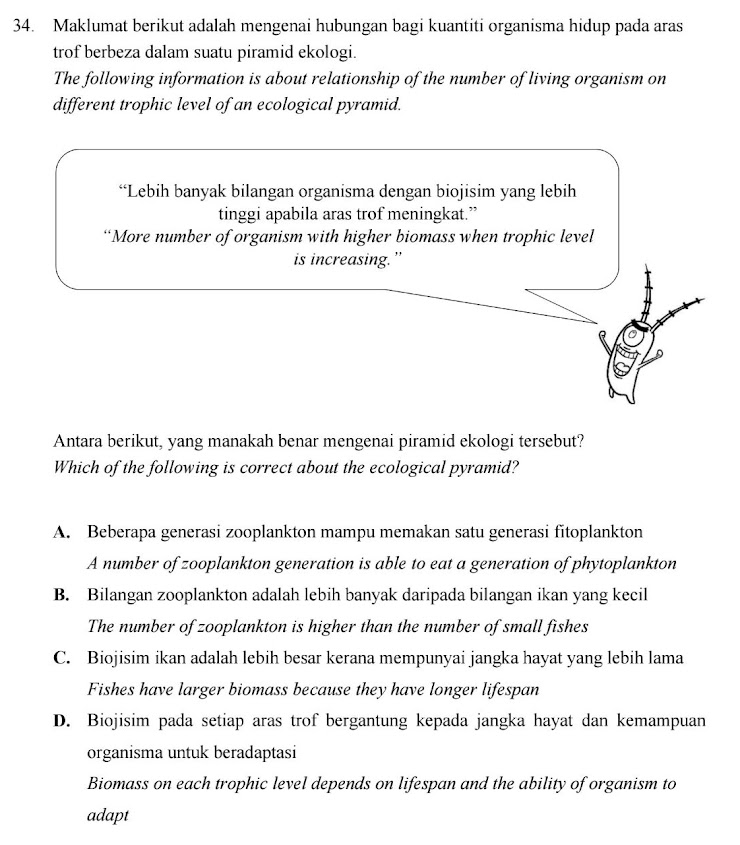 34. Maklumat berikut adalah mengenai hubungan bagi kuantiti organisma hidup pada aras
trof berbeza dalam suatu piramid ekologi.
The following information is about relationship of the number of living organism on
different trophic level of an ecological pyramid.
“Lebih banyak bilangan organisma dengan biojisim yang lebih
tinggi apabila aras trof meningkat.”
“More number of organism with higher biomass when trophic level
is increasing.”
Antara berikut, yang manakah benar mengenai piramid ekologi tersebut?
Which of the following is correct about the ecological pyramid?
A. Beberapa generasi zooplankton mampu memakan satu generasi fitoplankton
A number of zooplankton generation is able to eat a generation of phytoplankton
B. Bilangan zooplankton adalah lebih banyak daripada bilangan ikan yang kecil
The number of zooplankton is higher than the number of small fishes
C. Biojisim ikan adalah lebih besar kerana mempunyai jangka hayat yang lebih lama
Fishes have larger biomass because they have longer lifespan
D. Biojisim pada setiap aras trof bergantung kepada jangka hayat dan kemampuan
organisma untuk beradaptasi
Biomass on each trophic level depends on lifespan and the ability of organism to
adapt